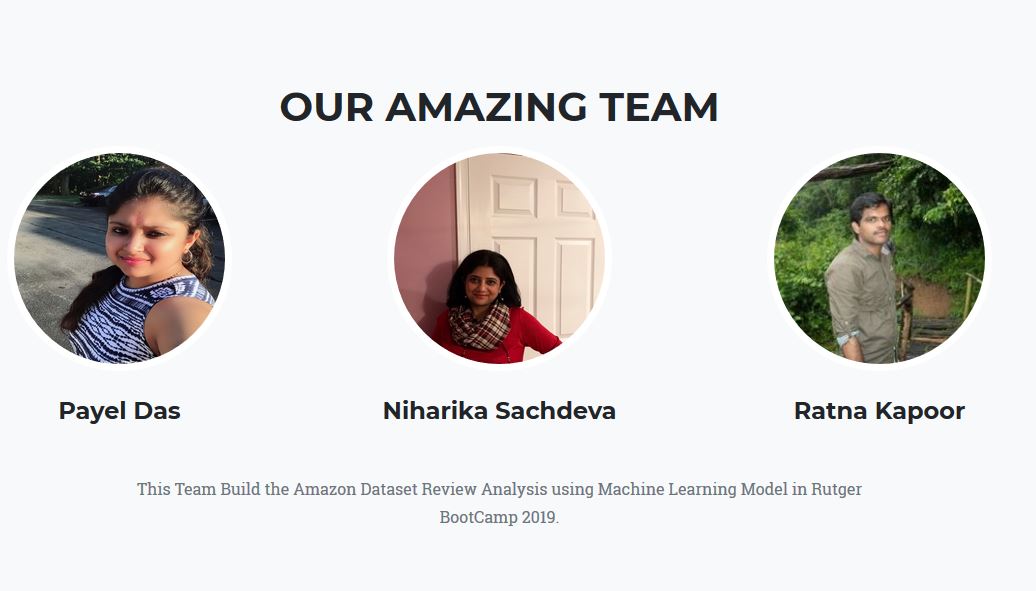 OUR AMAZING TEAM
Payel Das
Niharika Sachdeva
Ratna Kapoor
This Team Build the Amazon Dataset Review Analysis using Machine Learning Model in Rutger
BootCamp 2019.